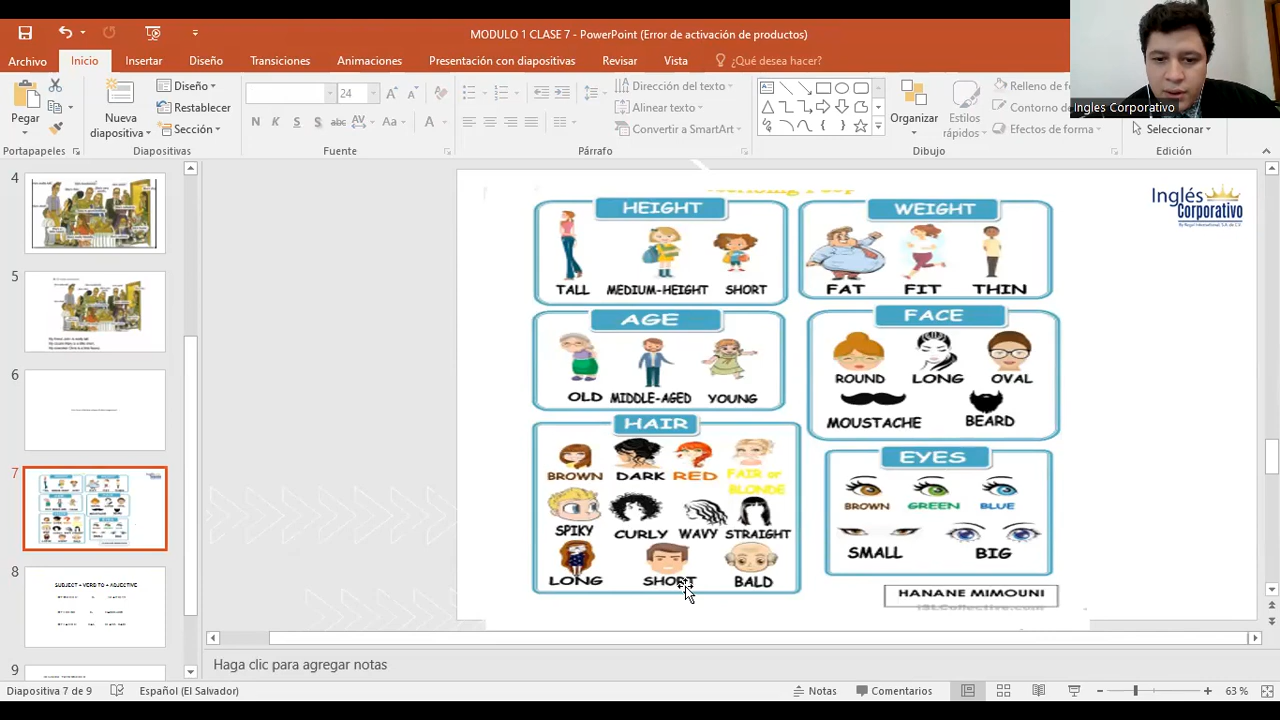 MODULO 1 CLASE 7 - PowerPoint (Error de activación de productos)
Archivo Inicio Insertar Diseño Transiciones Animaciones Presentación con diapositivas Revisar Vista ¿Qué desea hacer?
Ingles Corporativo
Pegar
Nueva diapositiva
Diseño
Restablecer
Sección
24
N K S S abc AV Aa A
Dirección del texto
Alinear texto
Convertir a SmartArt
Organizar
Estilos rápidos
Relleno de
Contorno de
Efectos de forma
Seleccionar
Portapapeles Diapositivas Fuente Párrafo Dibujo Edición
4
5
6
7
8
SUBJECT + VERB TO + ADJECTIVE
9
Inglés
Corporativo
HEIGHT
TALL MEDIUM-HEIGHT SHORT
WEIGHT
FAT FIT THIN
AGE
OLD MIDDLE-AGED YOUNG
FACE
ROUND LONG OVAL
MOUSTACHE BEARD
HAIR
BROWN DARK RED FAIR or BLONDE
SPIKY CURLY WAVY STRAIGHT
LONG SHORT BALD
EYES
BROWN GREEN BLUE
SMALL BIG
HANANE MIMOUNI
iSLCollective.com
Haga clic para agregar notas
Diapositiva 7 de 9 Español (El Salvador) Notas Comentarios 63 %